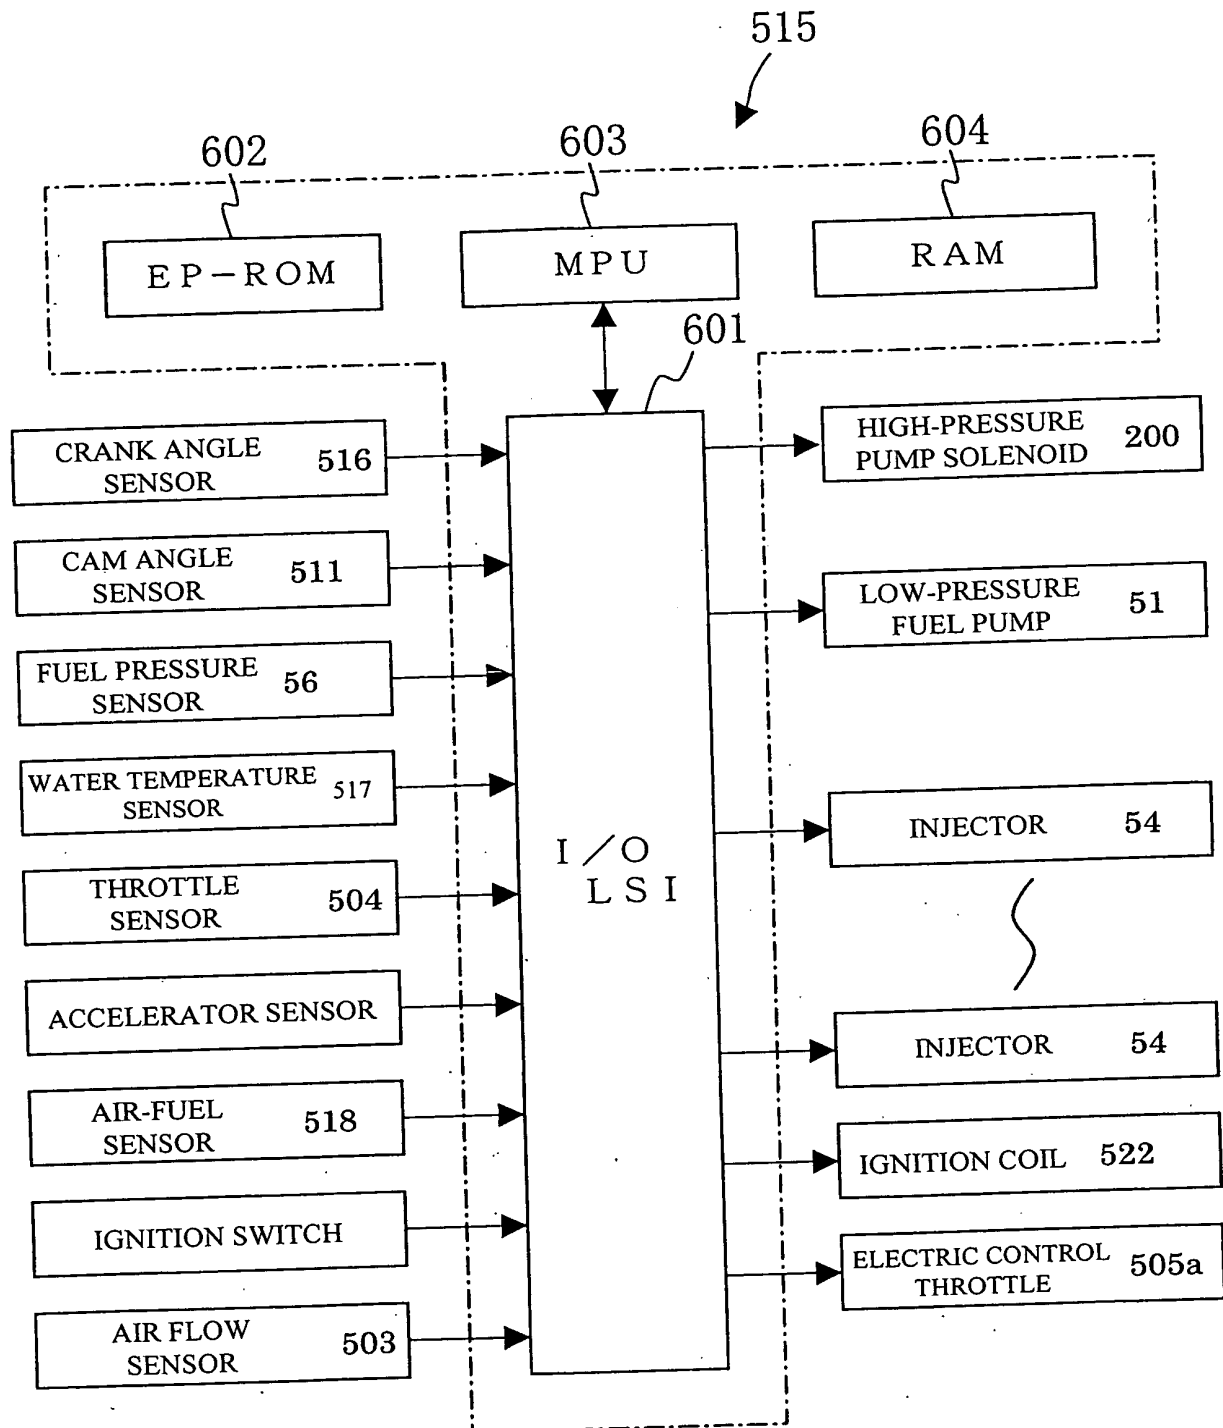 515
602
603
604
EP-ROM
MPU
RAM
601
CRANK ANGLE
SENSOR 516
CAM ANGLE
SENSOR 511
FUEL PRESSURE
SENSOR 56
WATER TEMPERATURE
SENSOR 517
THROTTLE
SENSOR 504
ACCELERATOR SENSOR
AIR-FUEL
SENSOR 518
IGNITION SWITCH
AIR FLOW
SENSOR 503
I/O
LSI
HIGH-PRESSURE
PUMP SOLENOID 200
LOW-PRESSURE
FUEL PUMP 51
INJECTOR 54
INJECTOR 54
IGNITION COIL 522
ELECTRIC CONTROL
THROTTLE 505a